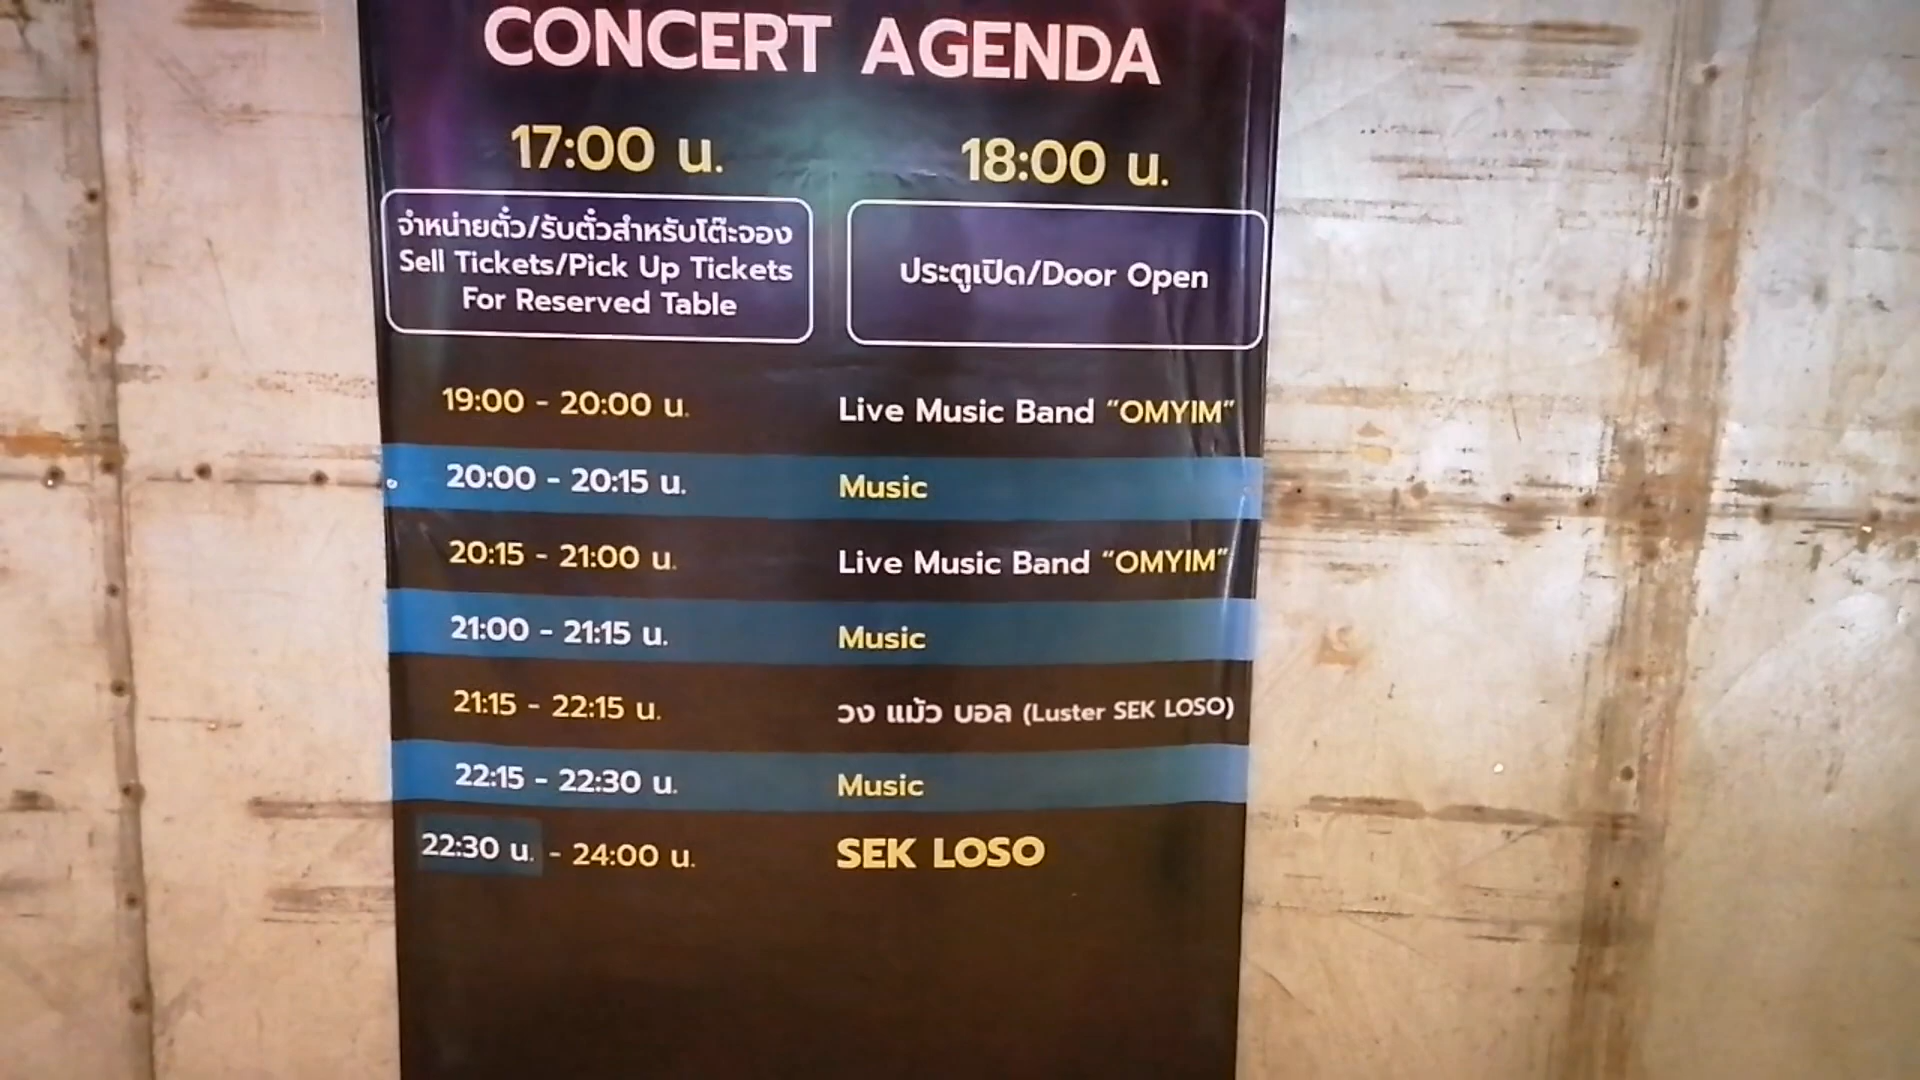 CONCERT AGENDA
17:00 น.
จำหน่ายตั๋ว/รับตั๋วสำหรับโต๊ะจอง
Sell Tickets/Pick Up Tickets
For Reserved Table
18:00 น.
ประตูเปิด/Door Open
19:00 - 20:00 น. Live Music Band “OMYIM”
20:00 - 20:15 น. Music
20:15 - 21:00 น. Live Music Band “OMYIM”
21:00 - 21:15 น. Music
21:15 - 22:15 น. วง แม้ว บอล (Luster SEK LOSO)
22:15 - 22:30 น. Music
22:30 น. - 24:00 น. SEK LOSO